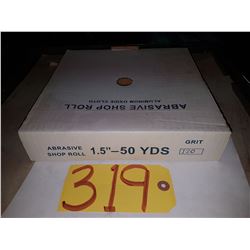 ABRASIVE SHOP ROLL
ALUMINUM OXIDE CLOTH
ABRASIVE
SHOP ROLL
1.5"-50 YDS
GRIT
319